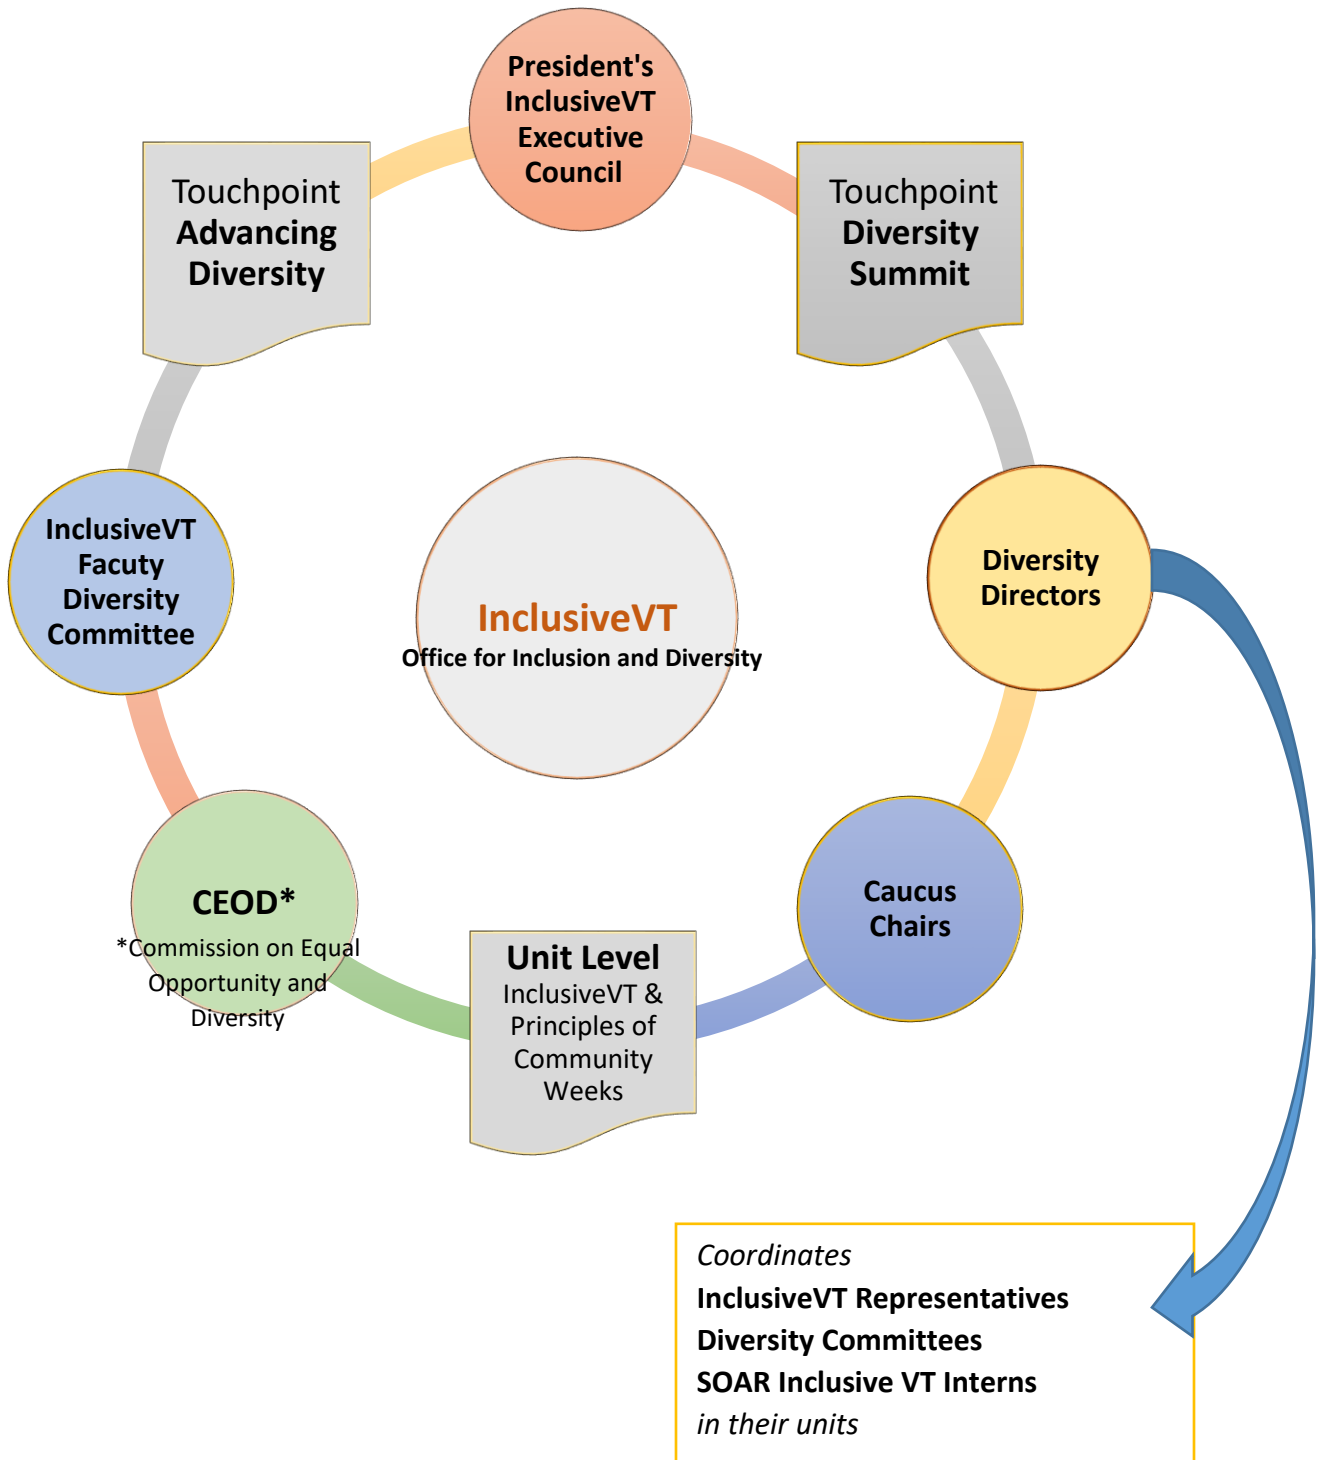 President's
InclusiveVT
Executive
Council
Touchpoint
Advancing
Diversity
Touchpoint
Diversity
Summit
InclusiveVT
Facuty
Diversity
Committee
InclusiveVT
Office for Inclusion and Diversity
Diversity
Directors
CEOD*
*Commission on Equal
Opportunity and
Diversity
Unit Level
InclusiveVT &
Principles of
Community
Weeks
Caucus
Chairs
Coordinates
InclusiveVT Representatives
Diversity Committees
SOAR Inclusive VT Interns
in their units